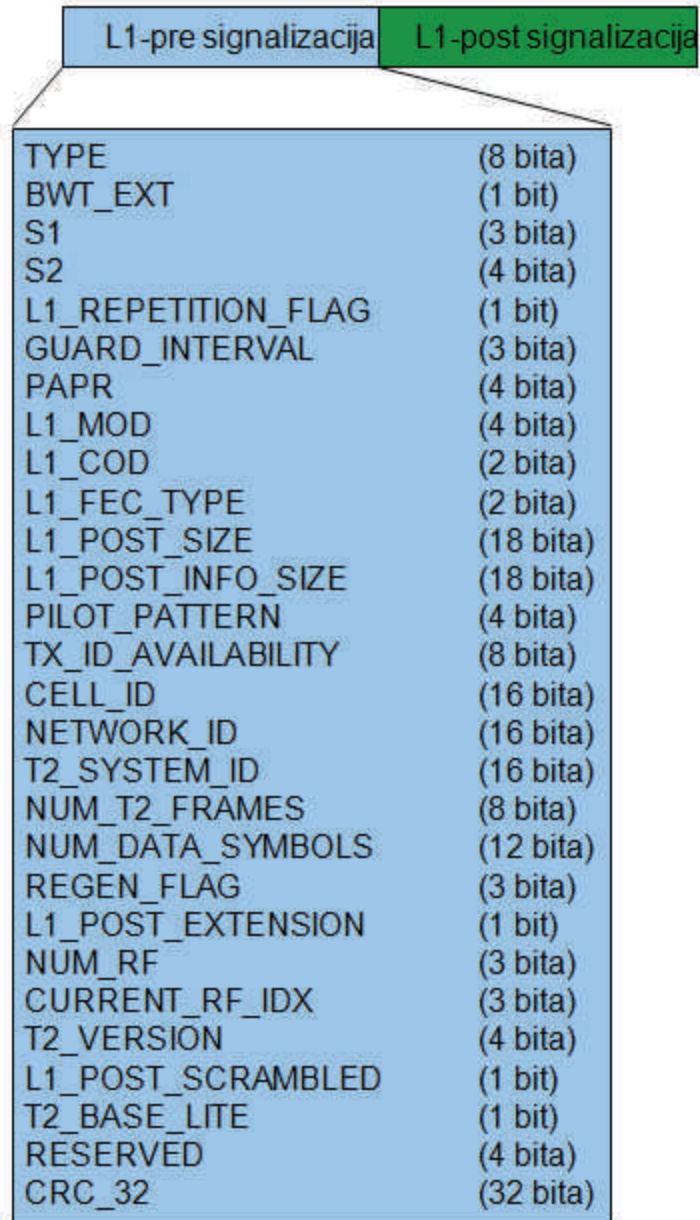 L1-pre signalizacija L1-post signalizacija
TYPE (8 bita)
BWT_EXT (1 bit)
S1 (3 bita)
S2 (4 bita)
L1_REPETITION_FLAG (1 bit)
GUARD_INTERVAL (3 bita)
PAPR (4 bita)
L1_MOD (4 bita)
L1_COD (2 bita)
L1_FEC_TYPE (2 bita)
L1_POST_SIZE (18 bita)
L1_POST_INFO_SIZE (18 bita)
PILOT_PATTERN (4 bita)
TX_ID_AVAILABILITY (8 bita)
CELL_ID (16 bita)
NETWORK_ID (16 bita)
T2_SYSTEM_ID (16 bita)
NUM_T2_FRAMES (8 bita)
NUM_DATA_SYMBOLS (12 bita)
REGEN_FLAG (3 bita)
L1_POST_EXTENSION (1 bit)
NUM_RF (3 bita)
CURRENT_RF_IDX (3 bita)
T2_VERSION (4 bita)
L1_POST_SCRAMBLED (1 bit)
T2_BASE_LITE (1 bit)
RESERVED (4 bita)
CRC_32 (32 bita)